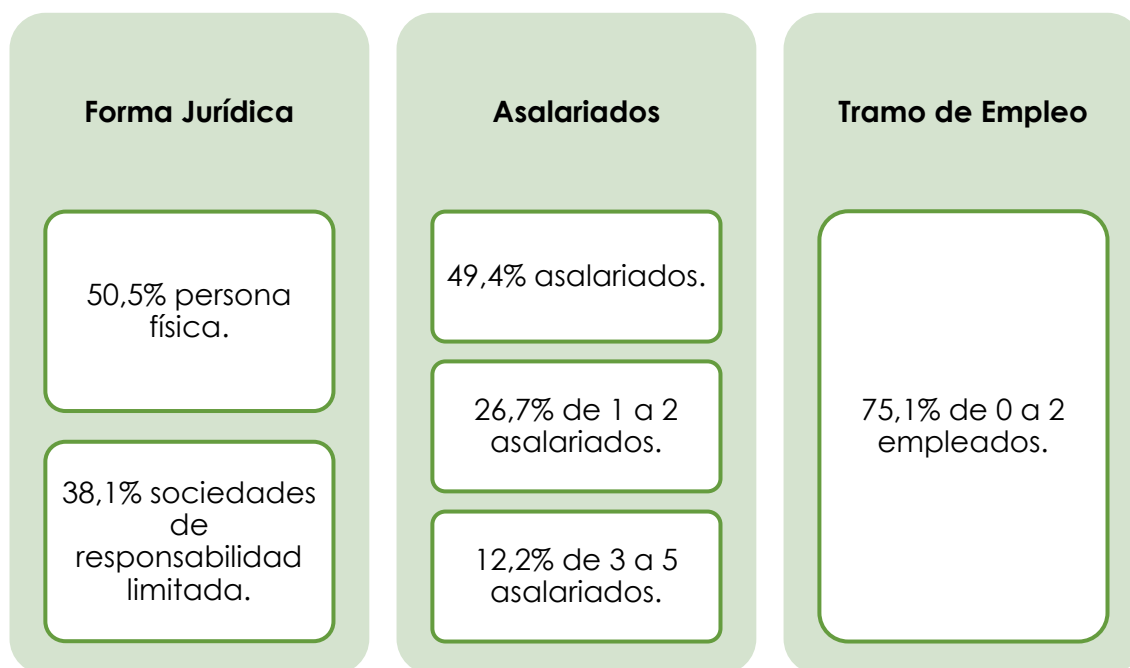 Forma Jurídica
50,5% persona
física.
38,1% sociedades
de
responsabilidad
limitada.
Asalariados
49,4% asalariados.
26,7% de 1 a 2
asalariados.
12,2% de 3 a 5
asalariados.
Tramo de Empleo
75,1% de 0 a 2
empleados.